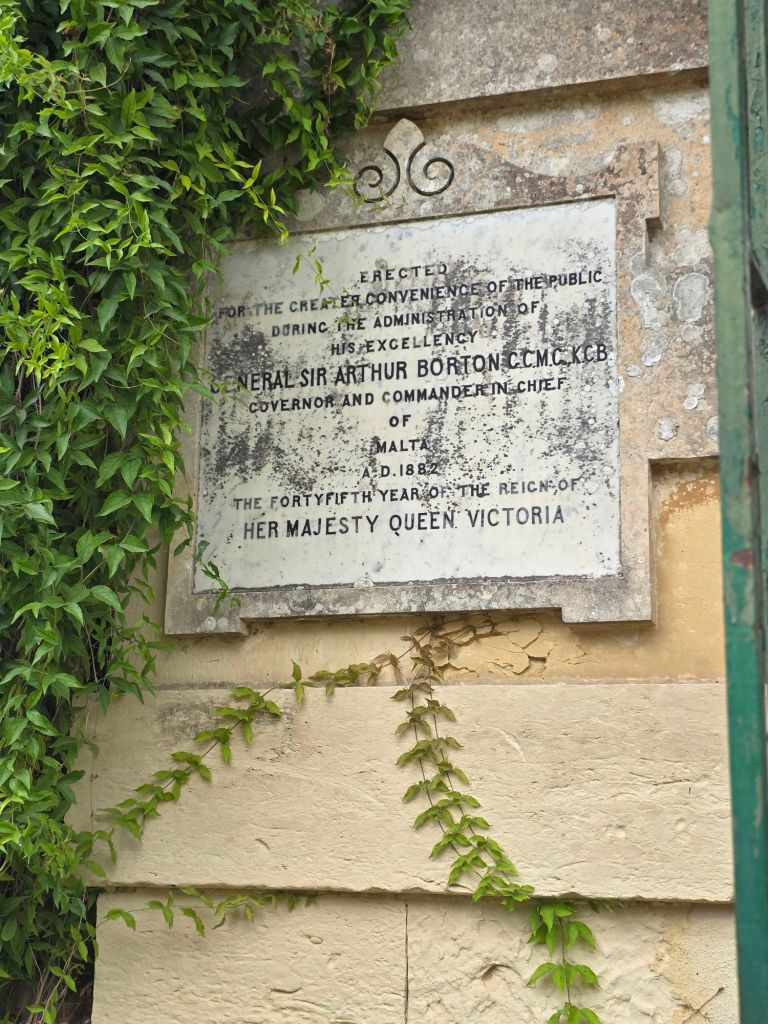 ERECTED
FOR THE GREATER CONVENIENCE OF THE PUBLIC
DURING THE ADMINISTRATION OF
HIS EXCELLENCY
GENERAL SIR ARTHUR BORTON G.C.M.G., K.C.B
GOVERNOR AND COMMANDER IN CHIEF
OF
MALTA
A.D. 1882
THE FORTYFIFTH YEAR OF THE REIGN OF
HER MAJESTY QUEEN VICTORIA